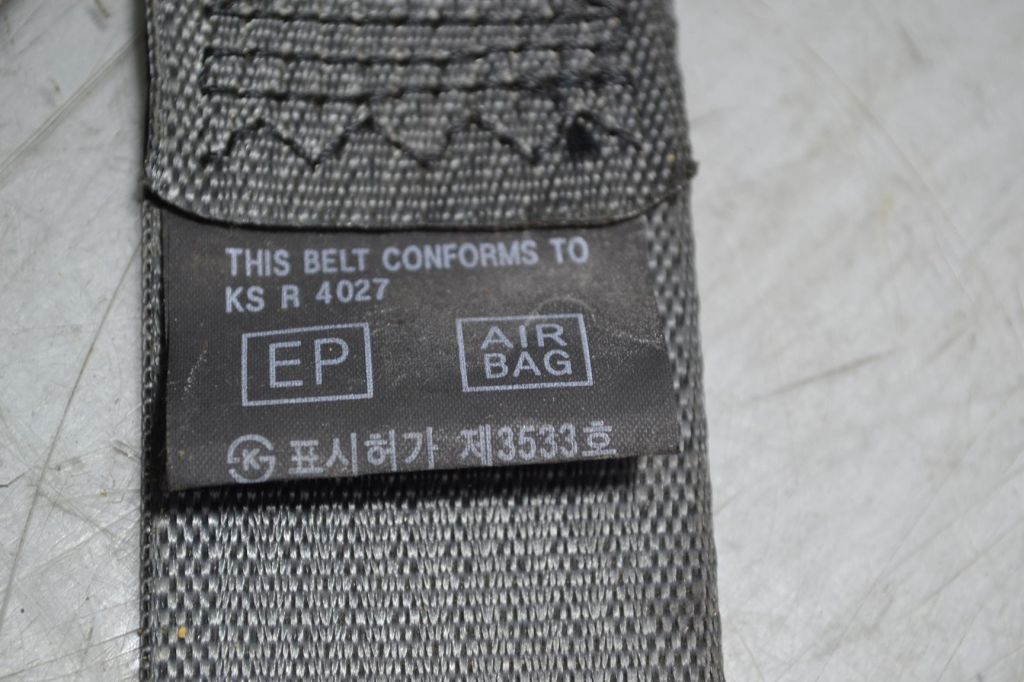 THIS BELT CONFORMS TO
KS R 4027
EP
AIR
BAG
K 표시허가 제3533호